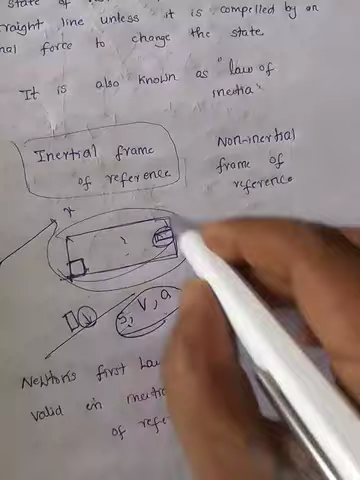 state of
straight line unless it is compelled by an
nal force to change the state
It is also known as "law of
inertia"
Inertial frame
of reference
Non-inertial
frame of
reference
s, v, a
Newton's first La
valid in inertia
of refe